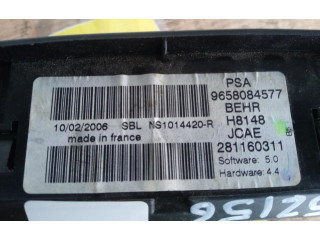 PSA
9658084577
BEHR
H8148
JCAE
281160311
Software: 5.0
Hardware: 4.4
10/02/2006 SBL NS1014420-R
made in france
52156